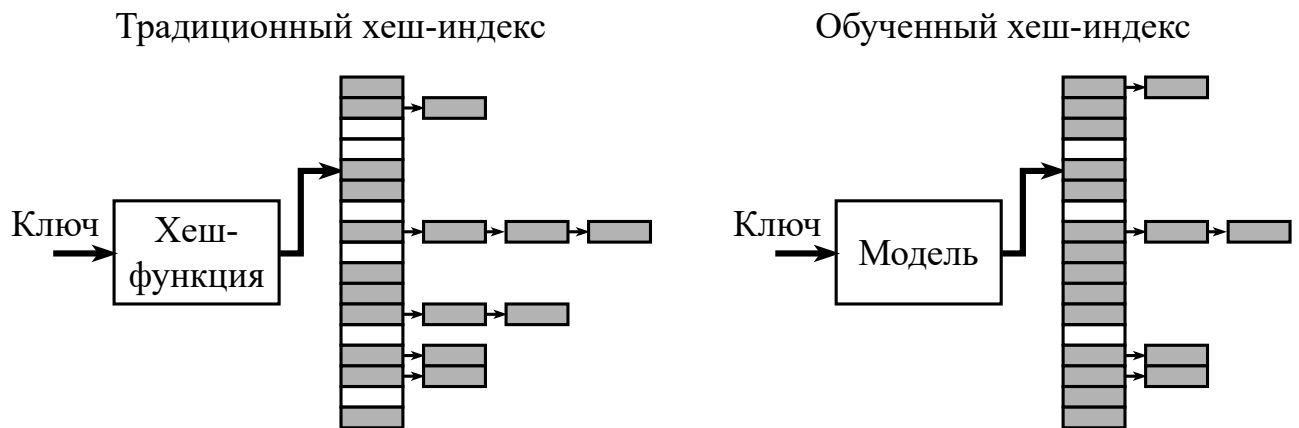 Традиционный хеш-индекс
Обученный хеш-индекс
Ключ
Хеш-
функция
Ключ
Модель